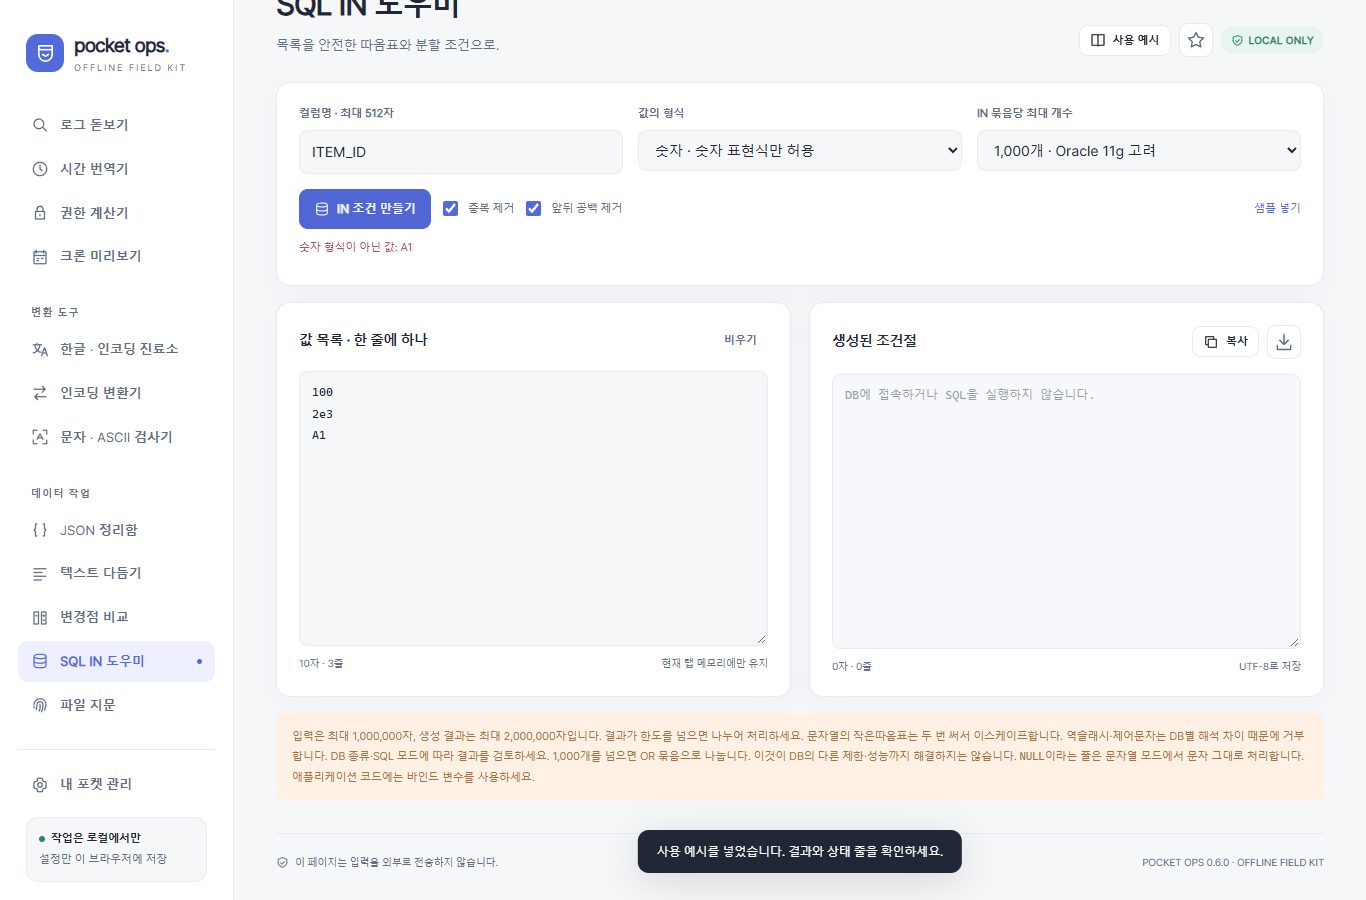 pocket ops.
OFFLINE FIELD KIT
로그 돋보기
시간 번역기
권한 계산기
크론 미리보기
변환 도구
한글 · 인코딩 진료소
인코딩 변환기
문자 · ASCII 검사기
데이터 작업
JSON 정리함
텍스트 다듬기
변경점 비교
SQL IN 도우미
파일 지문
내 포켓 관리
작업은 로컬에서만
설정만 이 브라우저에 저장
SQL IN 도우미
목록을 안전한 따옴표와 분할 조건으로.
사용 예시
LOCAL ONLY
컬럼명 · 최대 512자
값의 형식
IN 묶음당 최대 개수
ITEM_ID
숫자 · 숫자 표현식만 허용
1,000개 · Oracle 11g 고려
IN 조건 만들기
중복 제거
앞뒤 공백 제거
샘플 넣기
숫자 형식이 아닌 값: A1
값 목록 · 한 줄에 하나
비우기
100
2e3
A1
10자 · 3줄
현재 탭 메모리에만 유지
생성된 조건절
복사
DB에 접속하거나 SQL을 실행하지 않습니다.
0자 · 0줄
UTF-8로 저장
입력은 최대 1,000,000자, 생성 결과는 최대 2,000,000자입니다. 결과가 한도를 넘으면 나누어 처리하세요. 문자열의 작은따옴표는 두 번 써서 이스케이프합니다. 역슬래시·제어문자는 DB별 해석 차이 때문에 거부
합니다. DB 종류·SQL 모드에 따라 결과를 검토하세요. 1,000개를 넘으면 OR 묶음으로 나눕니다. 이것이 DB의 다른 제한·성능까지 해결하지는 않습니다. NULL이라는 줄은 문자열 모드에서 문자 그대로 처리합니다.
애플리케이션 코드에는 바인드 변수를 사용하세요.
사용 예시를 넣었습니다. 결과와 상태 줄을 확인하세요.
이 페이지는 입력을 외부로 전송하지 않습니다.
POCKET OPS 0.6.0 · OFFLINE FIELD KIT